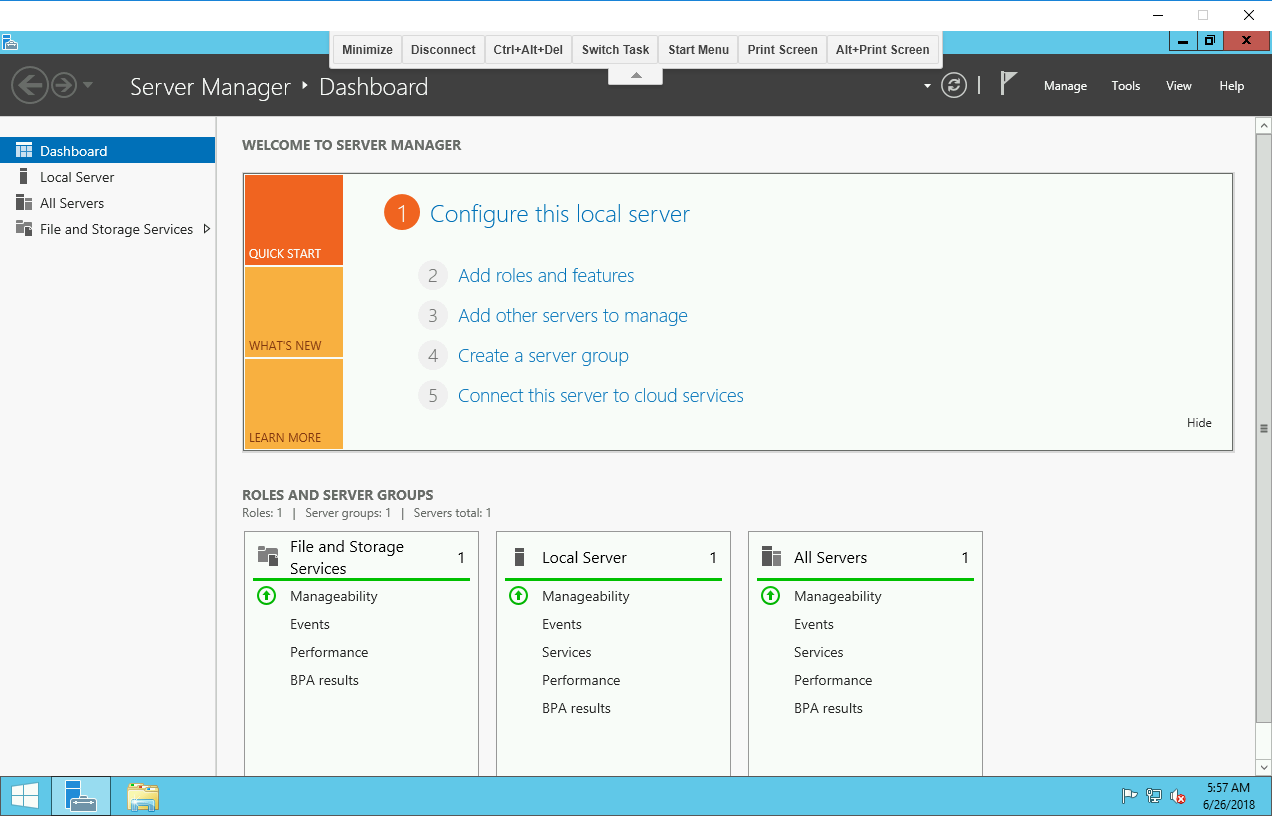 Minimize Disconnect Ctrl+Alt+Del Switch Task Start Menu Print Screen Alt+Print Screen
Server Manager Dashboard
Manage Tools View Help
Dashboard
Local Server
All Servers
File and Storage Services
WELCOME TO SERVER MANAGER
QUICK START
WHAT'S NEW
LEARN MORE
1 Configure this local server
2 Add roles and features
3 Add other servers to manage
4 Create a server group
5 Connect this server to cloud services
Hide
ROLES AND SERVER GROUPS
Roles: 1 | Server groups: 1 | Servers total: 1
File and Storage
Services
1
Manageability
Events
Performance
BPA results
Local Server 1
Manageability
Events
Services
Performance
BPA results
All Servers 1
Manageability
Events
Services
Performance
BPA results
5:57 AM
6/26/2018